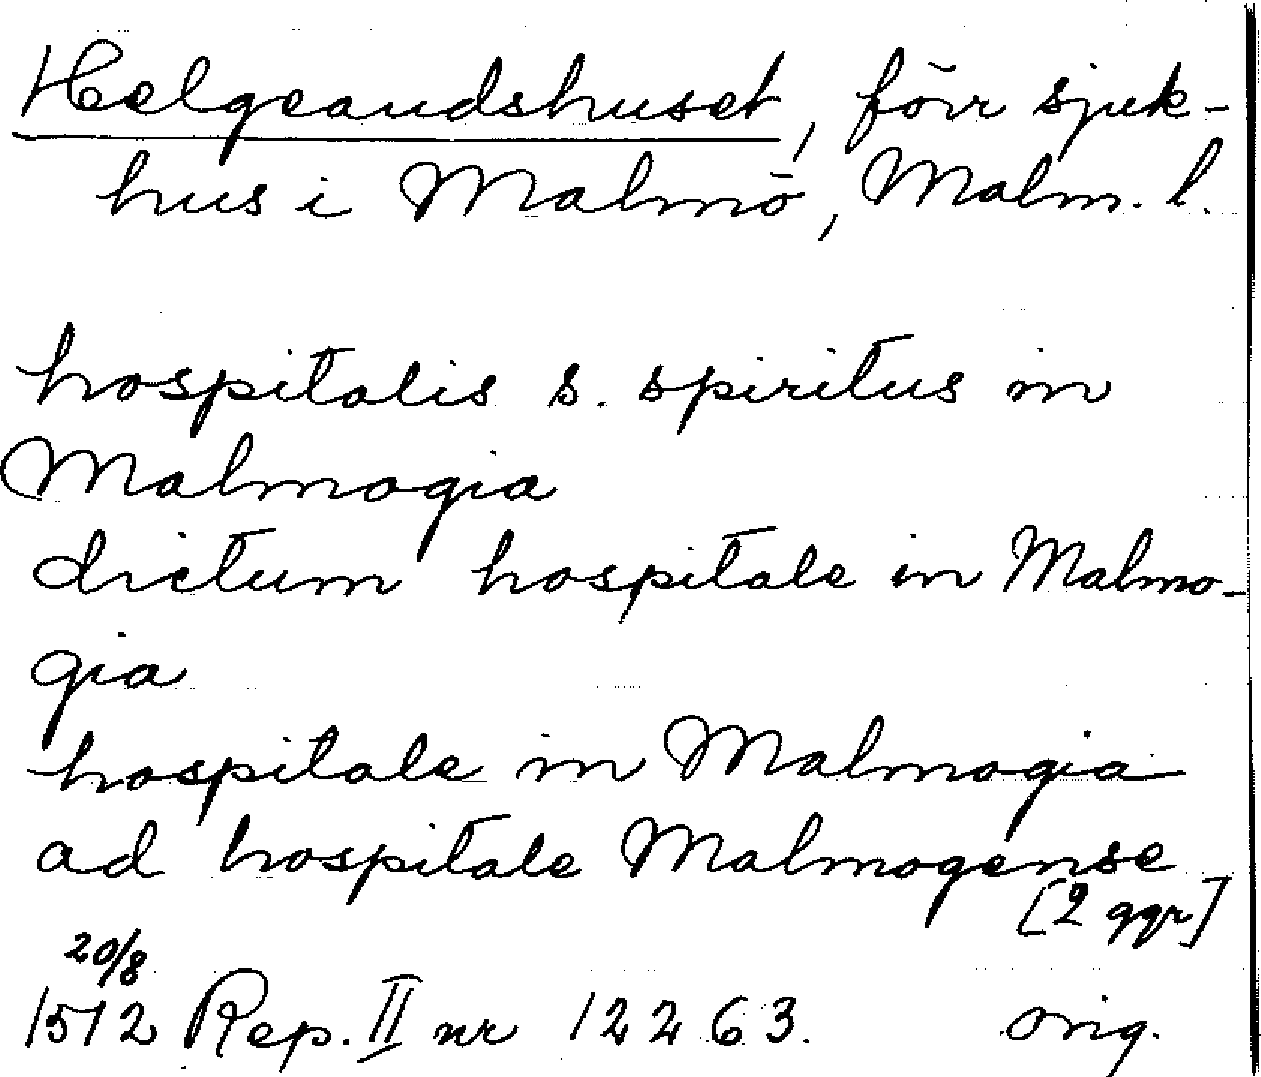 Helgeandshuset, förr sjuk-
hus i Malmö, Malm. l.
hospitalis s. spiritus in
Malmogia
dictum hospitale in Malmo-
gia
hospitale in Malmogia
ad hospitale Malmogense
[2 ggr]
20/8
1512 Rep. II nr 12263. orig.